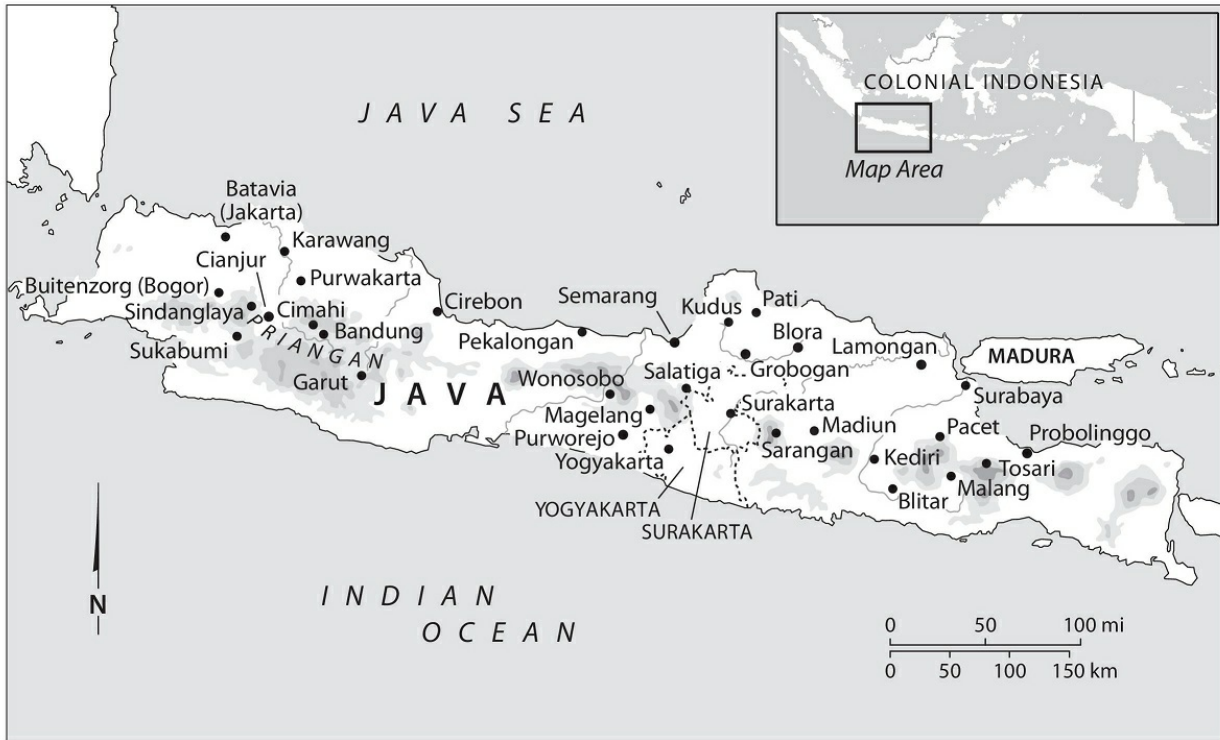 COLONIAL INDONESIA
Map Area
JAVA SEA
Batavia
(Jakarta)
Karawang
Cianjur
Purwakarta
Buitenzorg (Bogor)
Sindanglaya
Cimahi
Cirebon
Bandung
Sukabumi
PRIANGAN
Garut
JAVA
Semarang
Pekalongan
Kudus
Pati
Blora
Grobogan
Lamongan
MADURA
Surabaya
Wonosobo
Salatiga
Magelang
Surakarta
Purworejo
Yogyakarta
Sarangan
Madiun
Pacet
Probolinggo
Kediri
Tosari
Malang
Blitar
YOGYAKARTA
SURAKARTA
N
INDIAN
OCEAN
0 50 100 mi
0 50 100 150 km